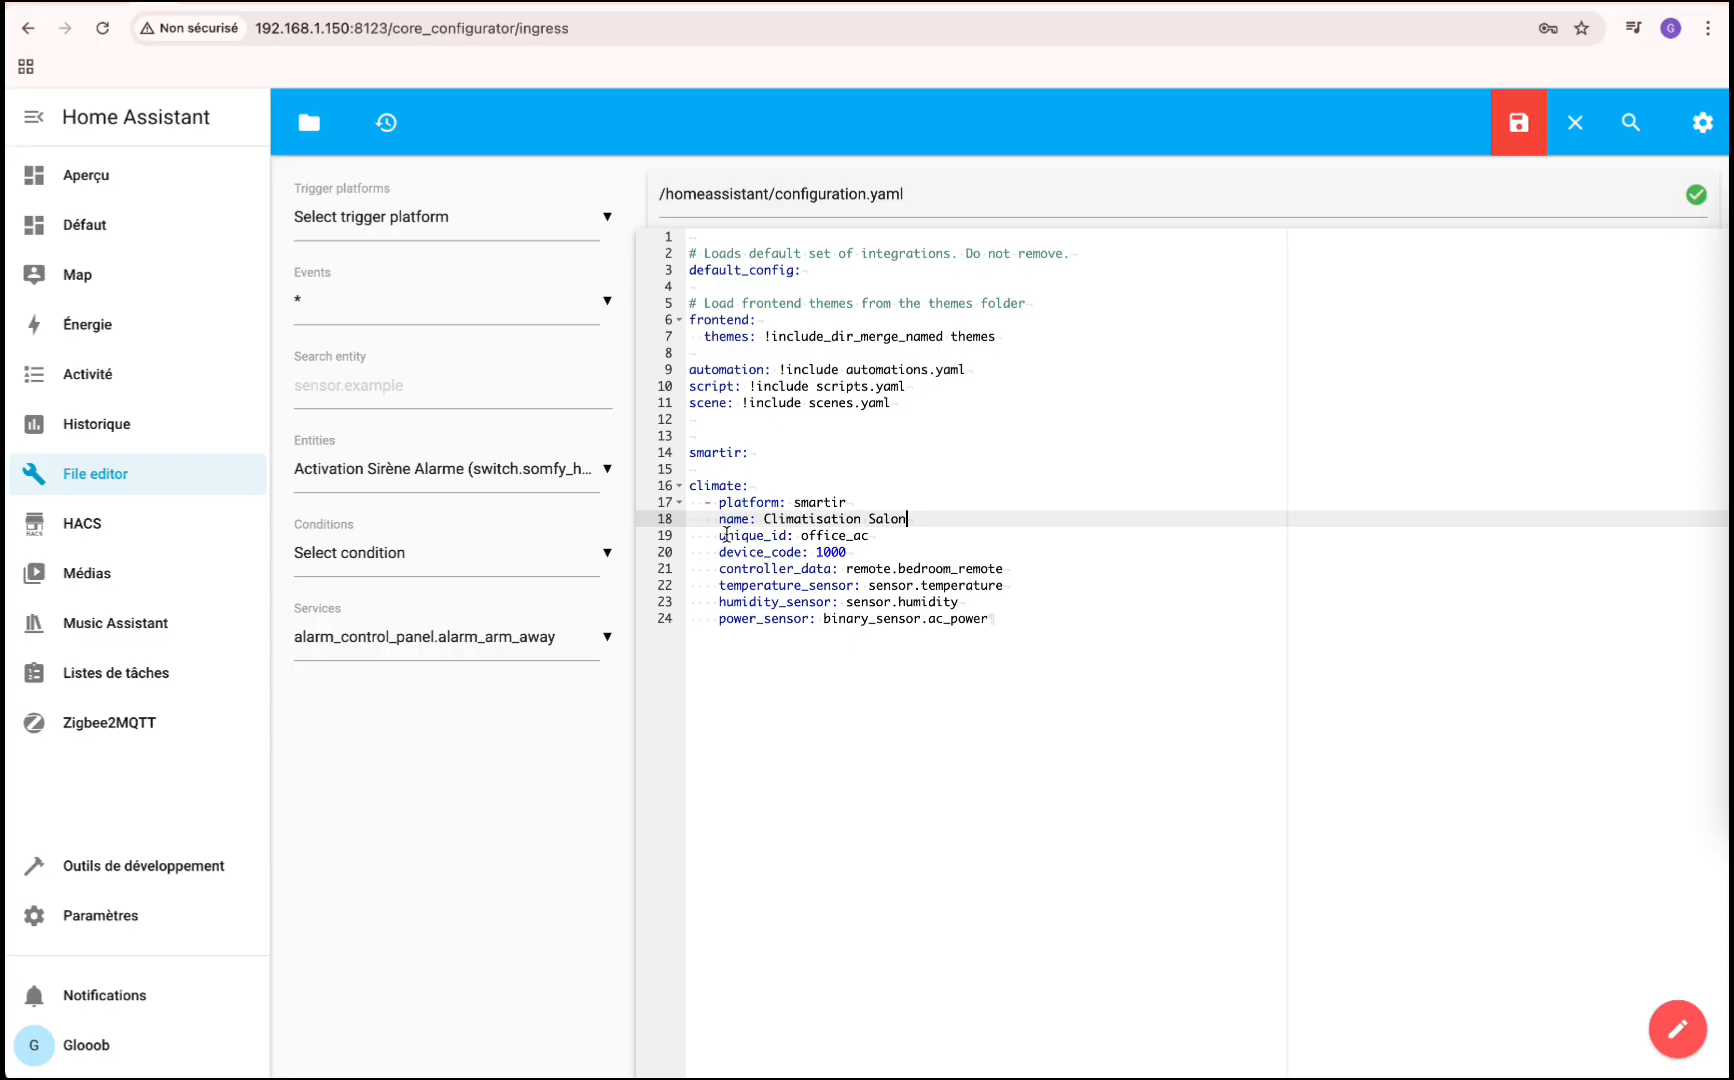 Non sécurisé 192.168.1.150:8123/core_configurator/ingress G
Home Assistant
Aperçu
Défaut
Map
Énergie
Activité
Historique
File editor
HACS
HACS
Médias
Music Assistant
Listes de tâches
Zigbee2MQTT
Outils de développement
Paramètres
Notifications
G Glooob
Trigger platforms
Select trigger platform
Events
*
Search entity
sensor.example
Entities
Activation Sirène Alarme (switch.somfy_h...
Conditions
Select condition
Services
alarm_control_panel.alarm_arm_away
/homeassistant/configuration.yaml
1
2 # Loads default set of integrations. Do not remove.
3 default_config:
4
5 # Load frontend themes from the themes folder
6 frontend:
7 themes: !include_dir_merge_named themes
8
9 automation: !include automations.yaml
10 script: !include scripts.yaml
11 scene: !include scenes.yaml
12
13
14 smartir:
15
16 climate:
17 - platform: smartir
18 name: Climatisation Salon
19 unique_id: office_ac
20 device_code: 1000
21 controller_data: remote.bedroom_remote
22 temperature_sensor: sensor.temperature
23 humidity_sensor: sensor.humidity
24 power_sensor: binary_sensor.ac_power